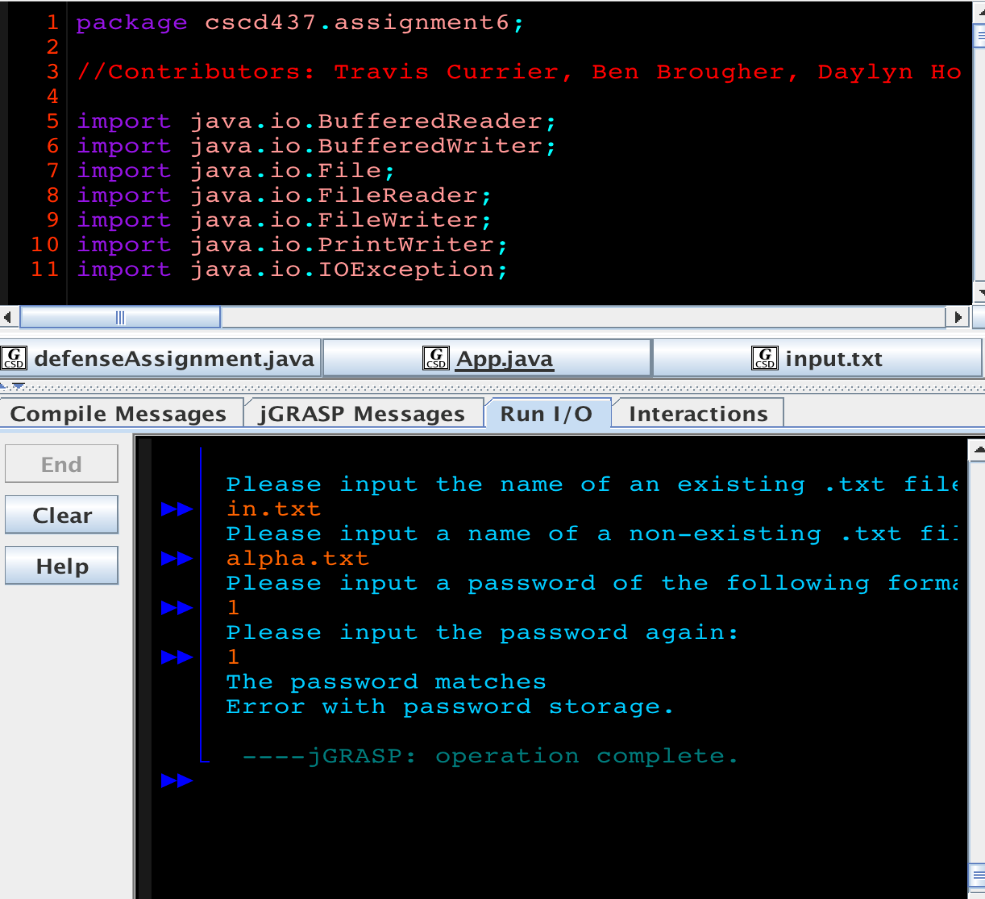 1 package cscd437.assignment6;
2
3 //Contributors: Travis Currier, Ben Brougher, Daylyn Ho
4
5 import java.io.BufferedReader;
6 import java.io.BufferedWriter;
7 import java.io.File;
8 import java.io.FileReader;
9 import java.io.FileWriter;
10 import java.io.PrintWriter;
11 import java.io.IOException;
G CSD defenseAssignment.java G CSD App.java G CSD input.txt
Compile Messages jGRASP Messages Run I/O Interactions
End
Clear
Help
Please input the name of an existing .txt file
in.txt
Please input a name of a non-existing .txt fi
alpha.txt
Please input a password of the following forma
1
Please input the password again:
1
The password matches
Error with password storage.
----jGRASP: operation complete.